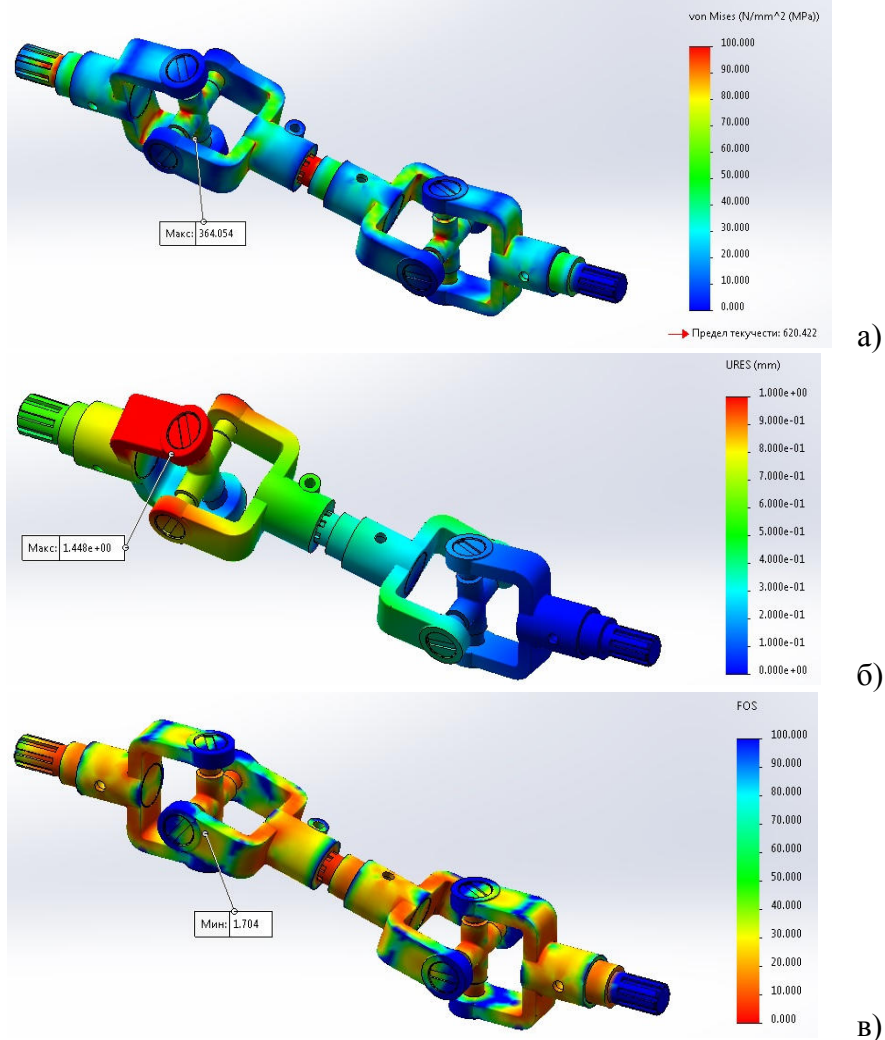 von Mises (N/mm^2 (MPa))
100.000
90.000
80.000
70.000
60.000
50.000
40.000
30.000
20.000
10.000
0.000
Предел текучести: 620.422
Макс: 364.054
а)
URES (mm)
1.000e+00
9.000e-01
8.000e-01
7.000e-01
6.000e-01
5.000e-01
4.000e-01
3.000e-01
2.000e-01
1.000e-01
0.000e+00
Макс: 1.448e+00
б)
FOS
100.000
90.000
80.000
70.000
60.000
50.000
40.000
30.000
20.000
10.000
0.000
Мин: 1.704
в)